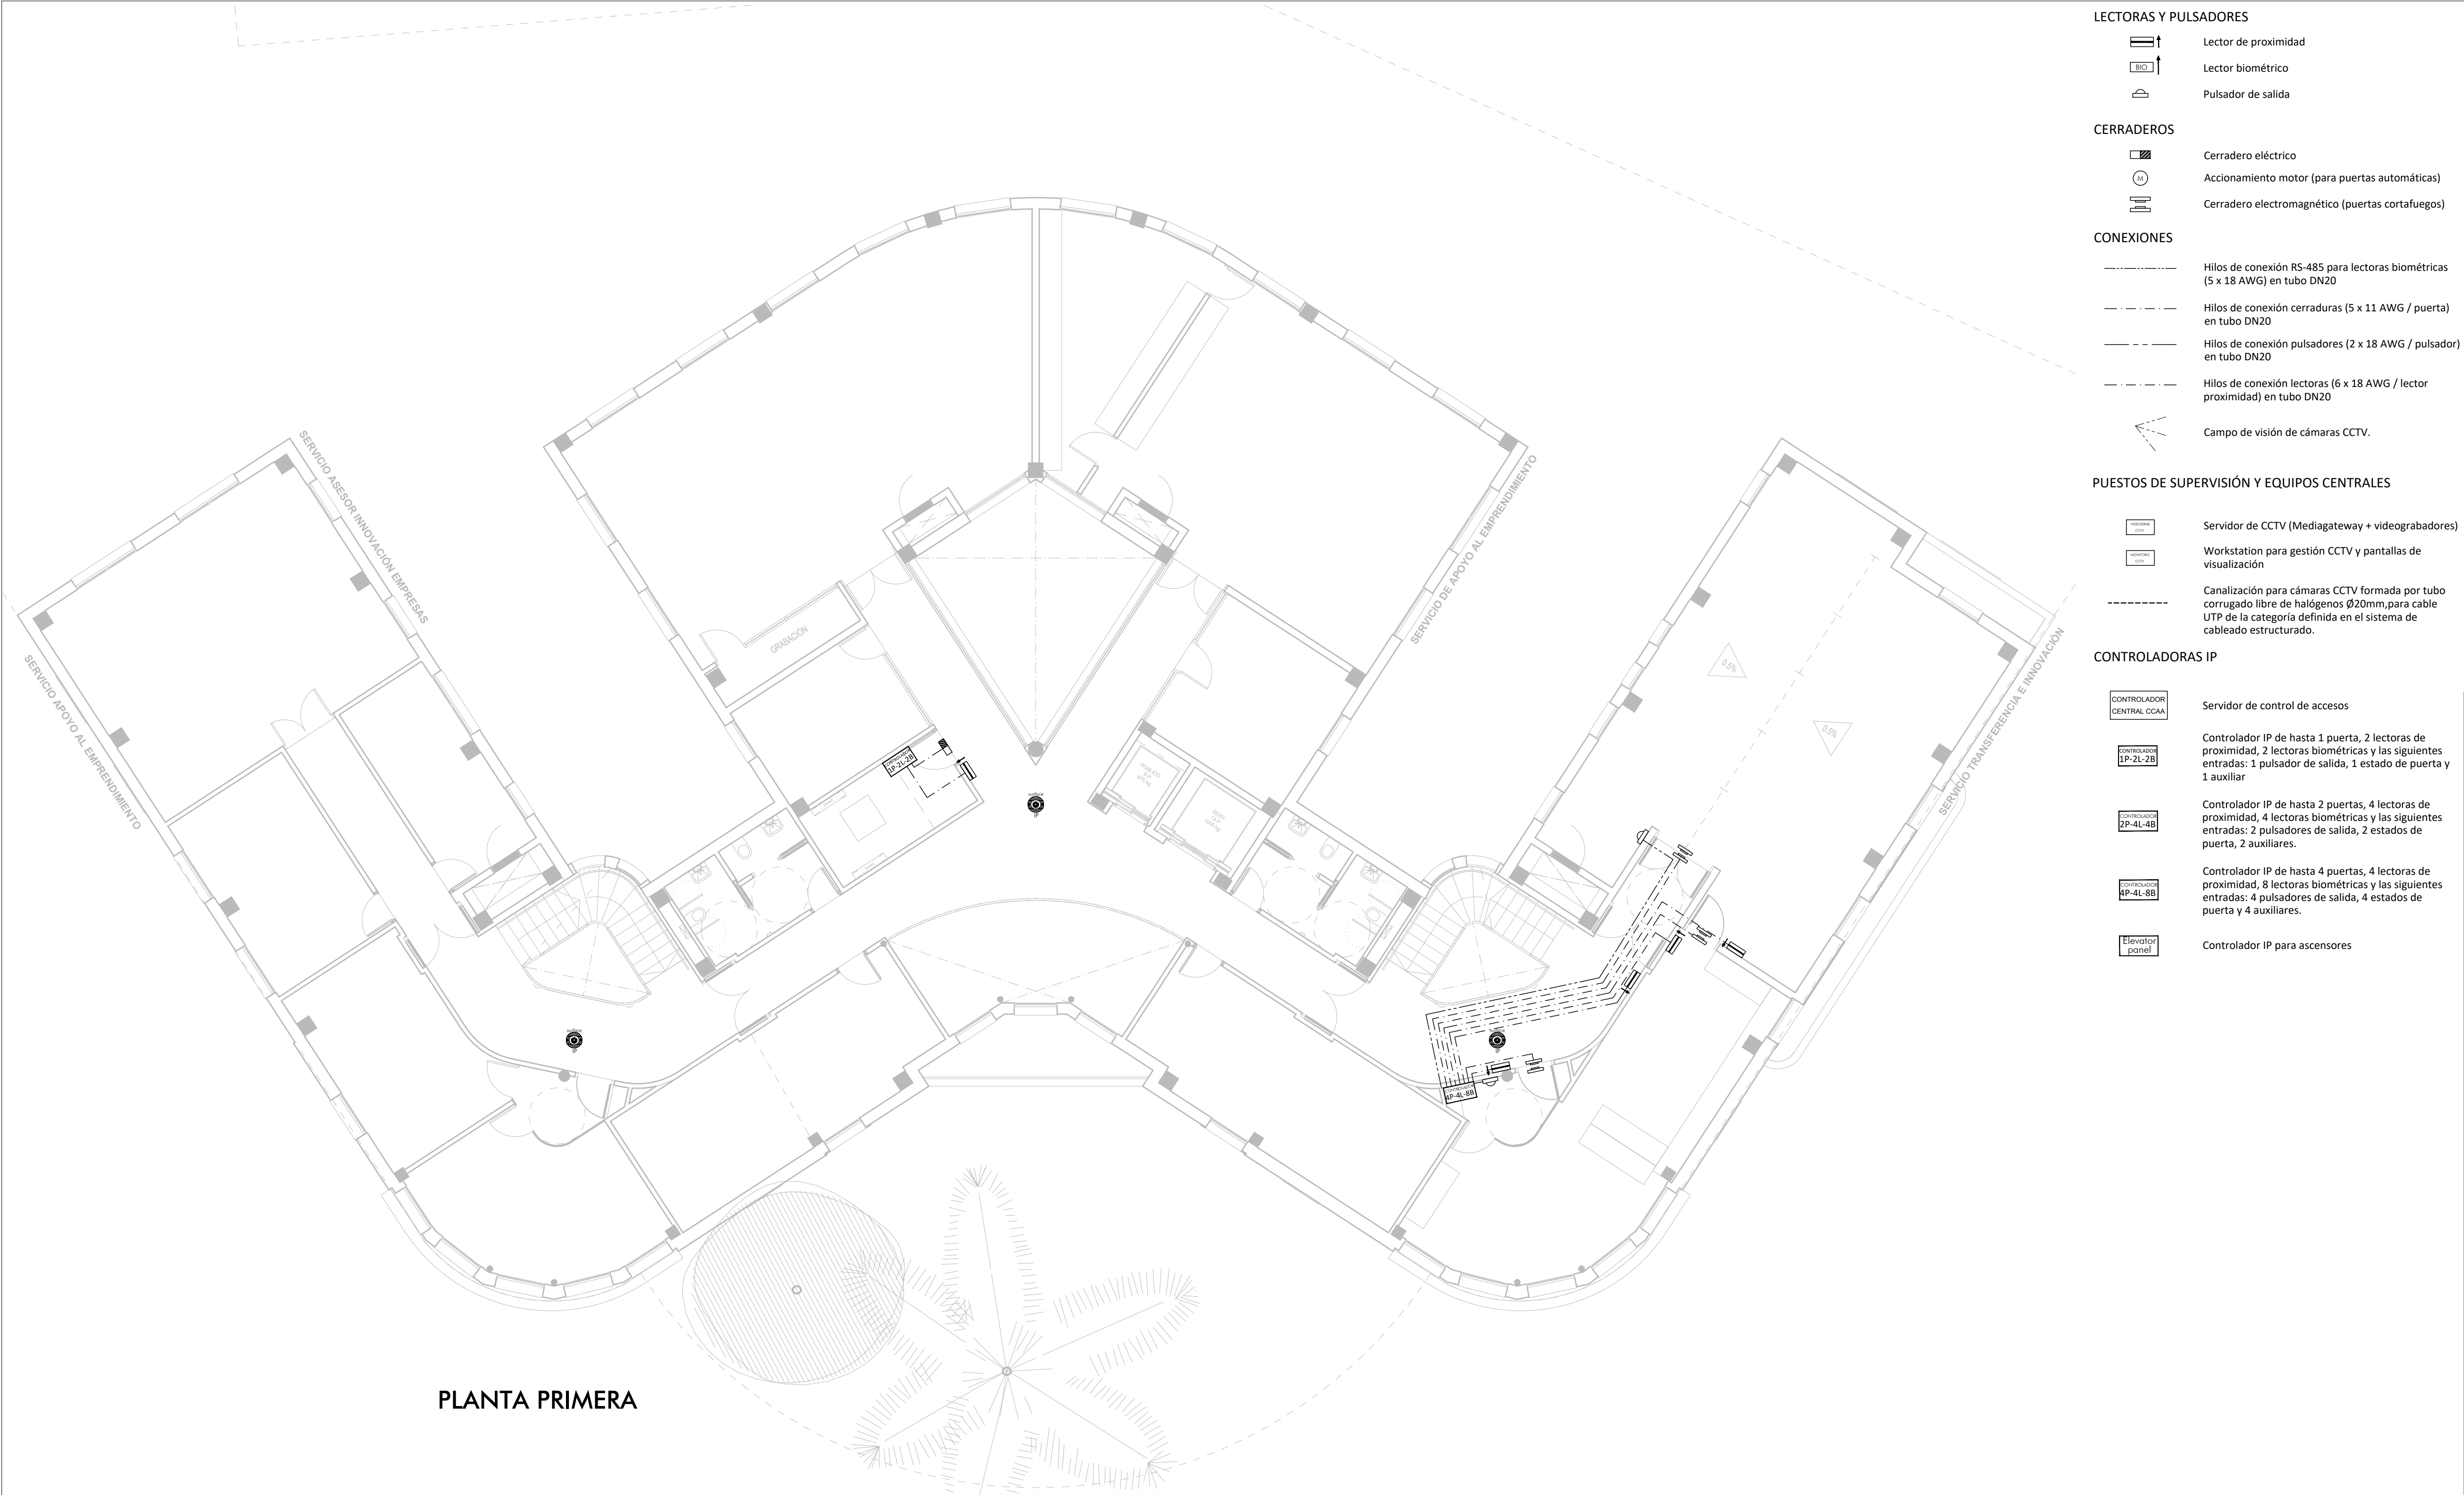 LECTORAS Y PULSADORES
Lector de proximidad
BIO
Lector biométrico
Pulsador de salida
CERRADEROS
Cerradero eléctrico
M
Accionamiento motor (para puertas automáticas)
Cerradero electromagnético (puertas cortafuegos)
CONEXIONES
Hilos de conexión RS-485 para lectoras biométricas
(5 x 18 AWG) en tubo DN20
Hilos de conexión cerraduras (5 x 11 AWG / puerta)
en tubo DN20
Hilos de conexión pulsadores (2 x 18 AWG / pulsador)
en tubo DN20
Hilos de conexión lectoras (6 x 18 AWG / lector
proximidad) en tubo DN20
Campo de visión de cámaras CCTV.
PUESTOS DE SUPERVISIÓN Y EQUIPOS CENTRALES
CCTV
Servidor de CCTV (Mediagateway + videograbadores)
CCTV
Workstation para gestión CCTV y pantallas de
visualización
Canalización para cámaras CCTV formada por tubo
corrugado libre de halógenos Ø20mm,para cable
UTP de la categoría definida en el sistema de
cableado estructurado.
CONTROLADORAS IP
CONTROLADOR
CENTRAL CCAA
Servidor de control de accesos
CONTROLADOR
1P-2L-2B
Controlador IP de hasta 1 puerta, 2 lectoras de
proximidad, 2 lectoras biométricas y las siguientes
entradas: 1 pulsador de salida, 1 estado de puerta y
1 auxiliar
CONTROLADOR
2P-4L-4B
Controlador IP de hasta 2 puertas, 4 lectoras de
proximidad, 4 lectoras biométricas y las siguientes
entradas: 2 pulsadores de salida, 2 estados de
puerta, 2 auxiliares.
CONTROLADOR
4P-4L-8B
Controlador IP de hasta 4 puertas, 4 lectoras de
proximidad, 8 lectoras biométricas y las siguientes
entradas: 4 pulsadores de salida, 4 estados de
puerta y 4 auxiliares.
Elevator
panel
Controlador IP para ascensores
SERVICIO ASESOR INNOVACIÓN EMPRESAS
SERVICIO APOYO AL EMPRENDIMIENTO
SERVICIO DE APOYO AL EMPRENDIMIENTO
SERVICIO TRANSFERENCIA E INNOVACIÓN
GRABACIÓN
0.5%
0.5%
CONTROLADOR
1P-2L-2B
PUBLICO
surface
IP
surface
IP
surface
IP
CONTROLADOR
4P-4L-8B
PLANTA PRIMERA